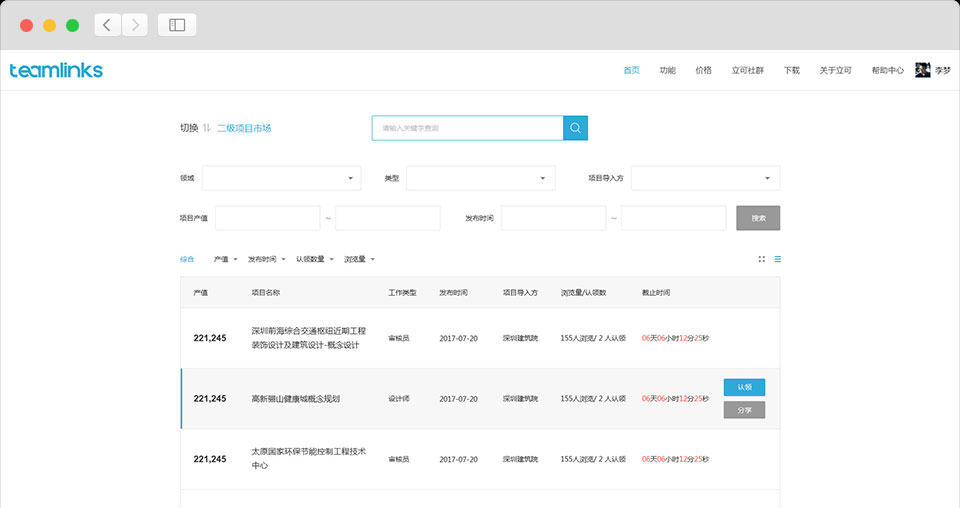 teamlinks
首页 功能 价格 立可社群 下载 关于立可 帮助中心 李梦
切换 二级项目市场 请输入关键字查询
领域 类型 项目导入方
项目产值 ~ 发布时间 ~ 搜索
综合 产值 发布时间 认领数量 浏览量
产值 项目名称 工作类型 发布时间 项目导入方 浏览量/认领数 截止时间
深圳前海综合交通枢纽近期工程
221,245 审核员 2017-07-20 深圳建筑院 155人浏览/ 2 人认领 06天06小时12分25秒
装饰设计及建筑设计-概念设计
认领
221,245 高新磁山健康城概念规划 设计师 2017-07-20 深圳建筑院 155人浏览/ 2 人认领 06天06小时12分25秒
分享
太原国家环保节能控制工程技术
221,245 审核员 2017-07-20 深圳建筑院 155人浏览/ 2 人认领 06天06小时12分25秒
中心